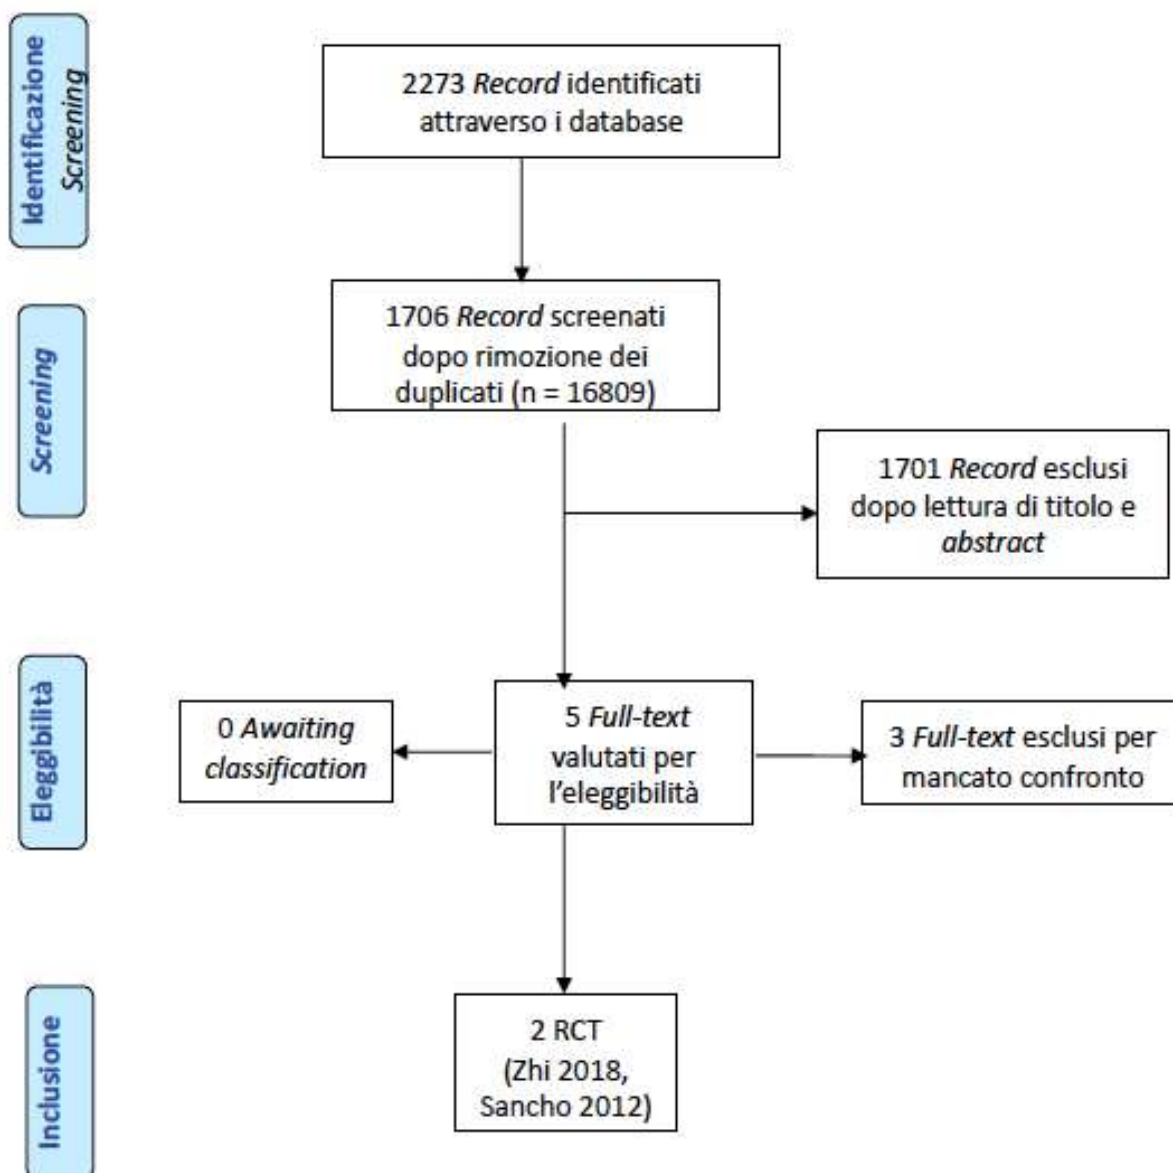 Identificazione
Screening
2273 Record identificati
attraverso i database
1706 Record screenati
dopo rimozione dei
duplicati (n = 16809)
Screening
1701 Record esclusi
dopo lettura di titolo e
abstract
Eleggibilità
0 Awaiting
classification
5 Full-text
valutati per
l'eleggibilità
3 Full-text esclusi per
mancato confronto
Inclusione
2 RCT
(Zhi 2018,
Sancho 2012)